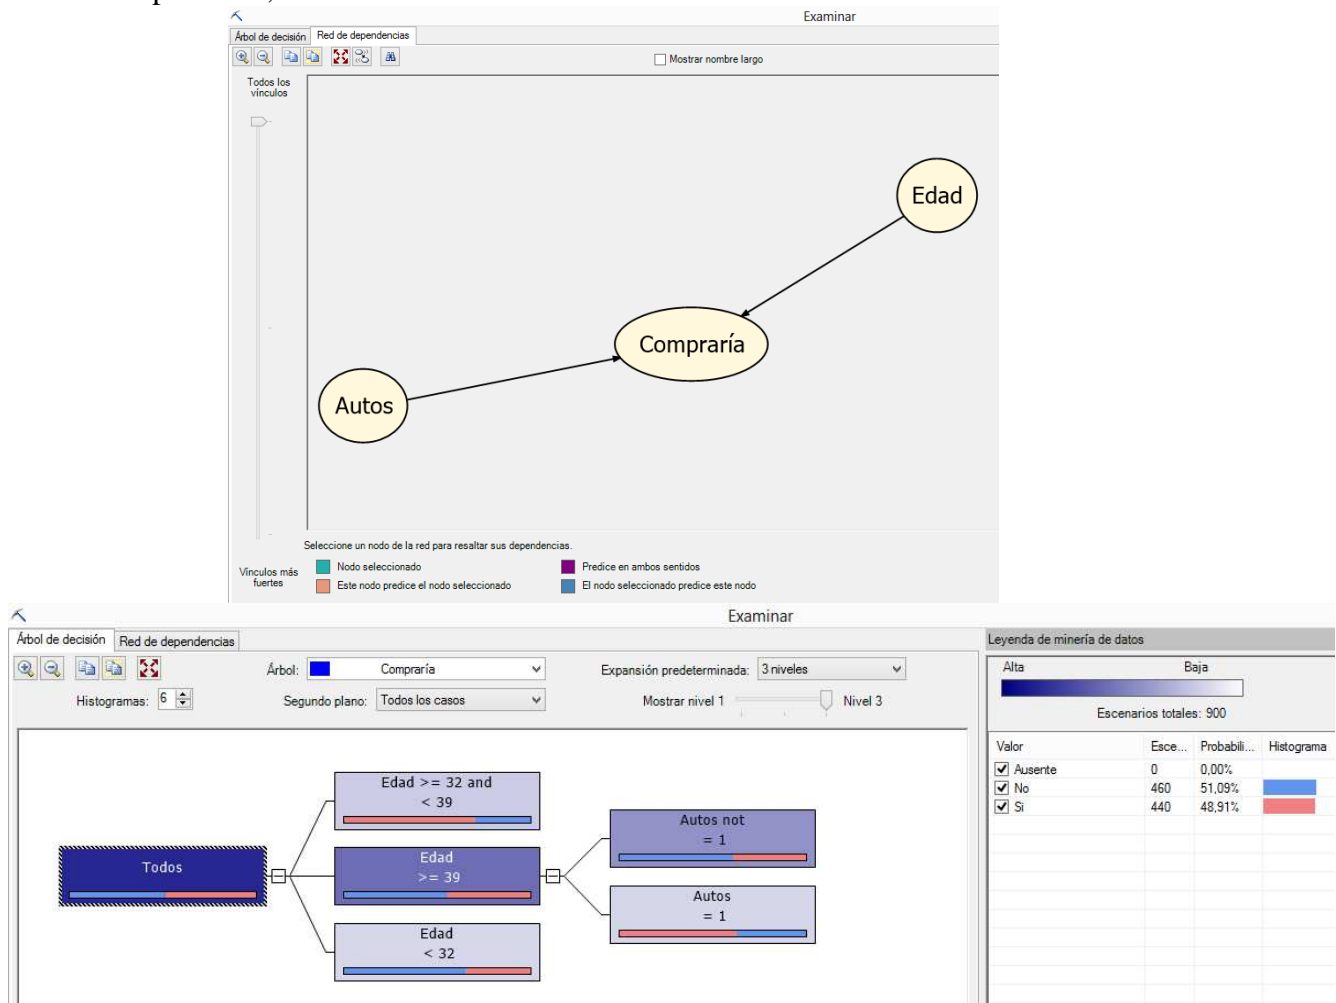 Examinar
Árbol de decisión Red de dependencias
Mostrar nombre largo
Todos los
vínculos
Edad
Compraría
Autos
Seleccione un nodo de la red para resaltar sus dependencias.
Vínculos más
fuertes
Nodo seleccionado
Predice en ambos sentidos
Este nodo predice el nodo seleccionado
El nodo seleccionado predice este nodo
Examinar
Árbol de decisión Red de dependencias
Árbol: Compraría
Expansión predeterminada: 3 niveles
Histogramas: 6
Segundo plano: Todos los casos
Mostrar nivel 1 Nivel 3
Todos
Edad >= 32 and
< 39
Edad
>= 39
Edad
< 32
Autos not
= 1
Autos
= 1
Leyenda de minería de datos
Alta Baja
Escenarios totales: 900
Valor Esce... Probabili... Histograma
Ausente 0 0,00%
No 460 51,09%
Si 440 48,91%